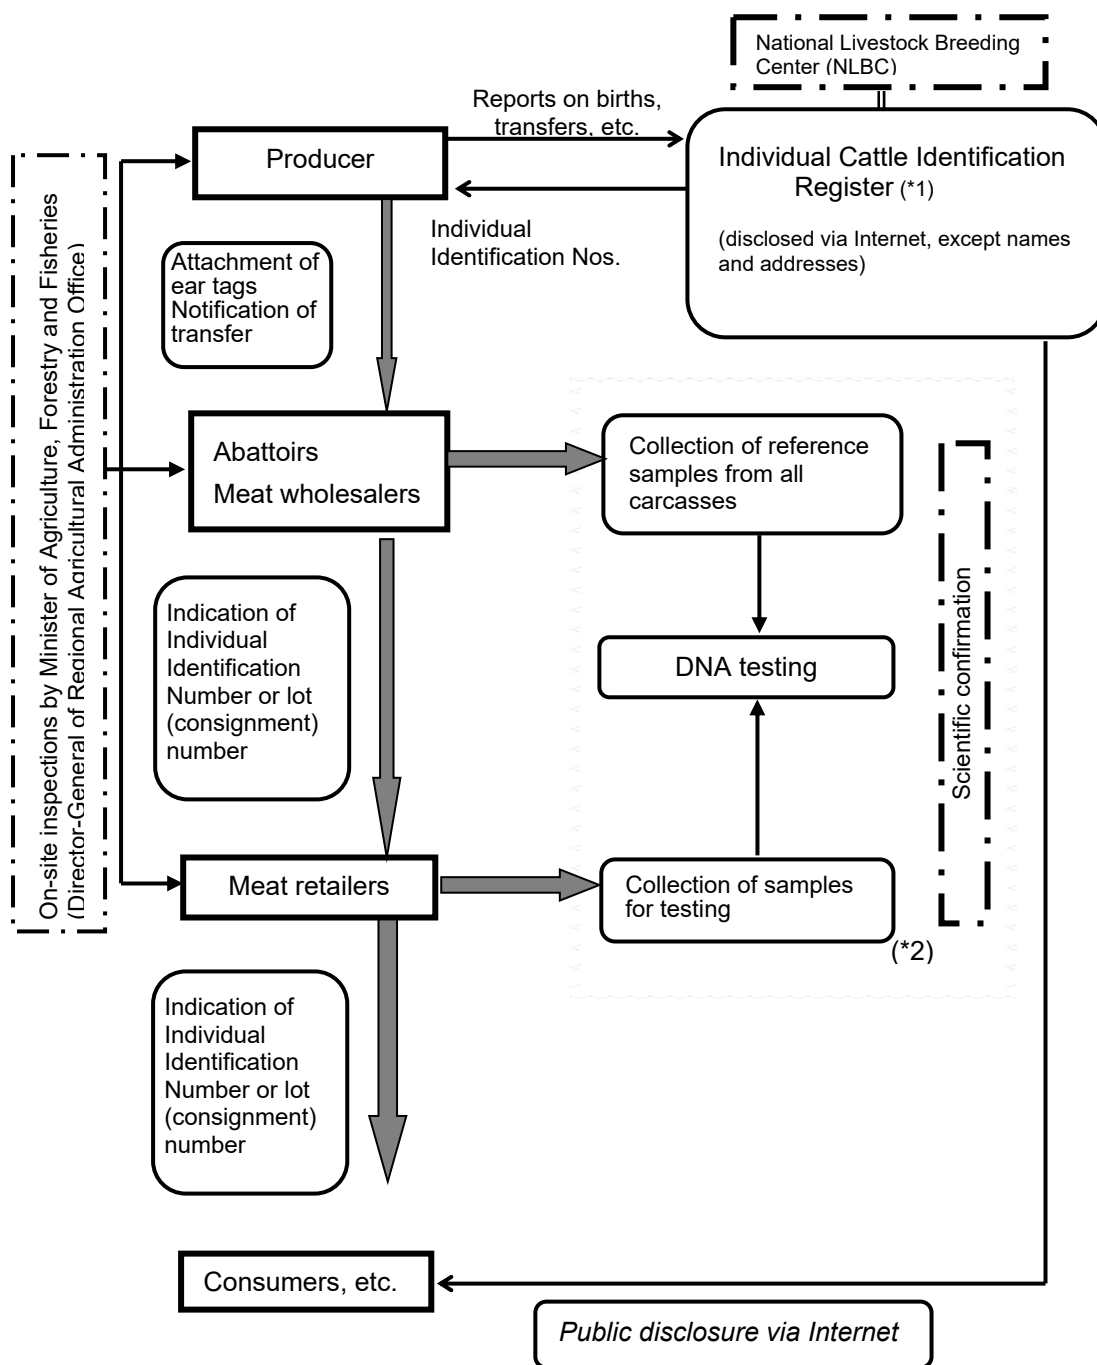 National Livestock Breeding
Center (NLBC)
Reports on births,
transfers, etc.
Producer
Individual Cattle Identification
Register (*1)
(disclosed via Internet, except names
and addresses)
Individual
Identification Nos.
On-site inspections by Minister of Agriculture, Forestry and Fisheries
(Director-General of Regional Agricultural Administration Office)
Attachment of
ear tags
Notification of
transfer
Abattoirs
Meat wholesalers
Collection of reference
samples from all
carcasses
Scientific confirmation
Indication of
Individual
Identification
Number or lot
(consignment)
number
DNA testing
Meat retailers
Collection of samples
for testing
(*2)
Indication of
Individual
Identification
Number or lot
(consignment)
number
Consumers, etc.
Public disclosure via Internet